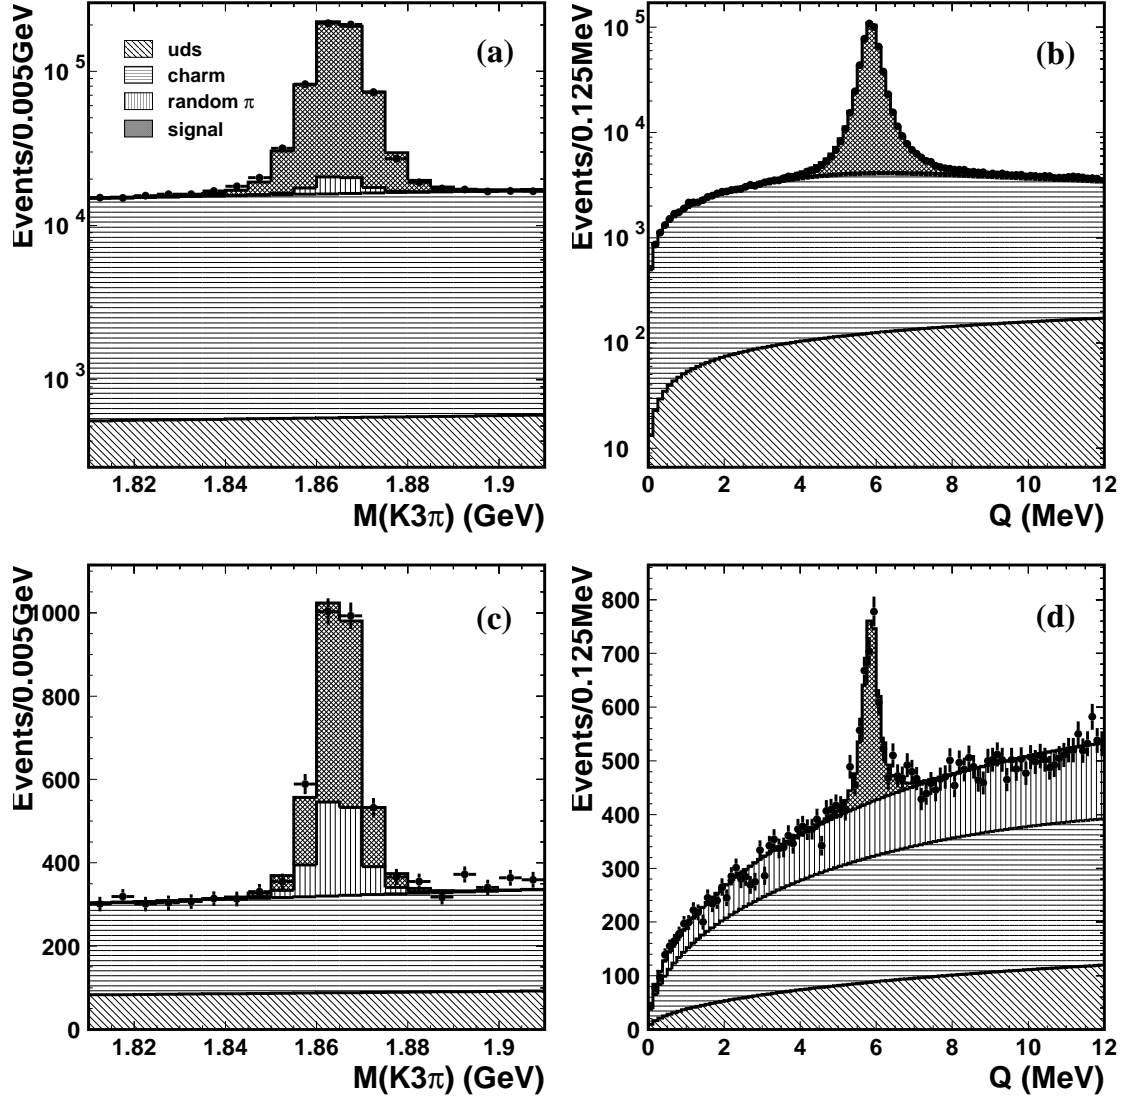 Events/0.005GeV
(a)
uds
charm
random π
signal
10 5
10 4
10 3
1.82 1.84 1.86 1.88 1.9
M(K3π) (GeV)
Events/0.125MeV
(b)
10 5
10 4
10 3
10 2
10
0 2 4 6 8 10 12
Q (MeV)
Events/0.005GeV
(c)
1000
800
600
400
200
0
1.82 1.84 1.86 1.88 1.9
M(K3π) (GeV)
Events/0.125MeV
(d)
800
700
600
500
400
300
200
100
0
0 2 4 6 8 10 12
Q (MeV)